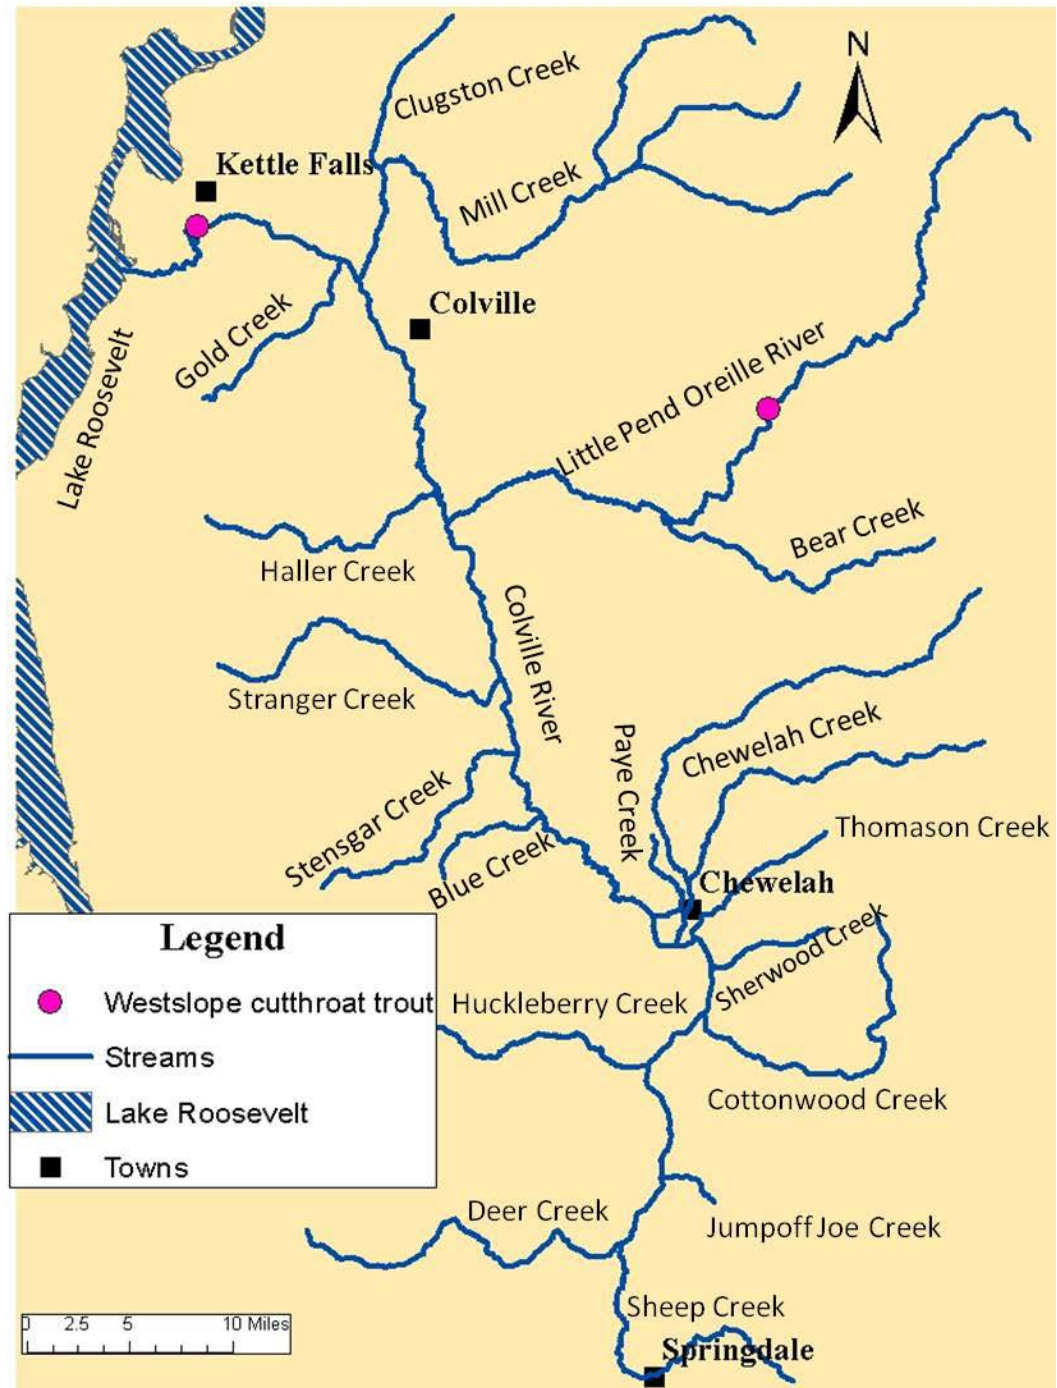 N
Clugston Creek
Kettle Falls
Mill Creek
Colville
Gold Creek
Lake Roosevelt
Little Pend Oreille River
Bear Creek
Haller Creek
Colville River
Stranger Creek
Paye Creek
Chewelah Creek
Stensgar Creek
Thomason Creek
Blue Creek
Chewelah
Sherwood Creek
Legend
Westslope cutthroat trout
Streams
Lake Roosevelt
Towns
Huckleberry Creek
Cottonwood Creek
Deer Creek
Jumpoff Joe Creek
Sheep Creek
Springdale
0 2.5 5 10 Miles